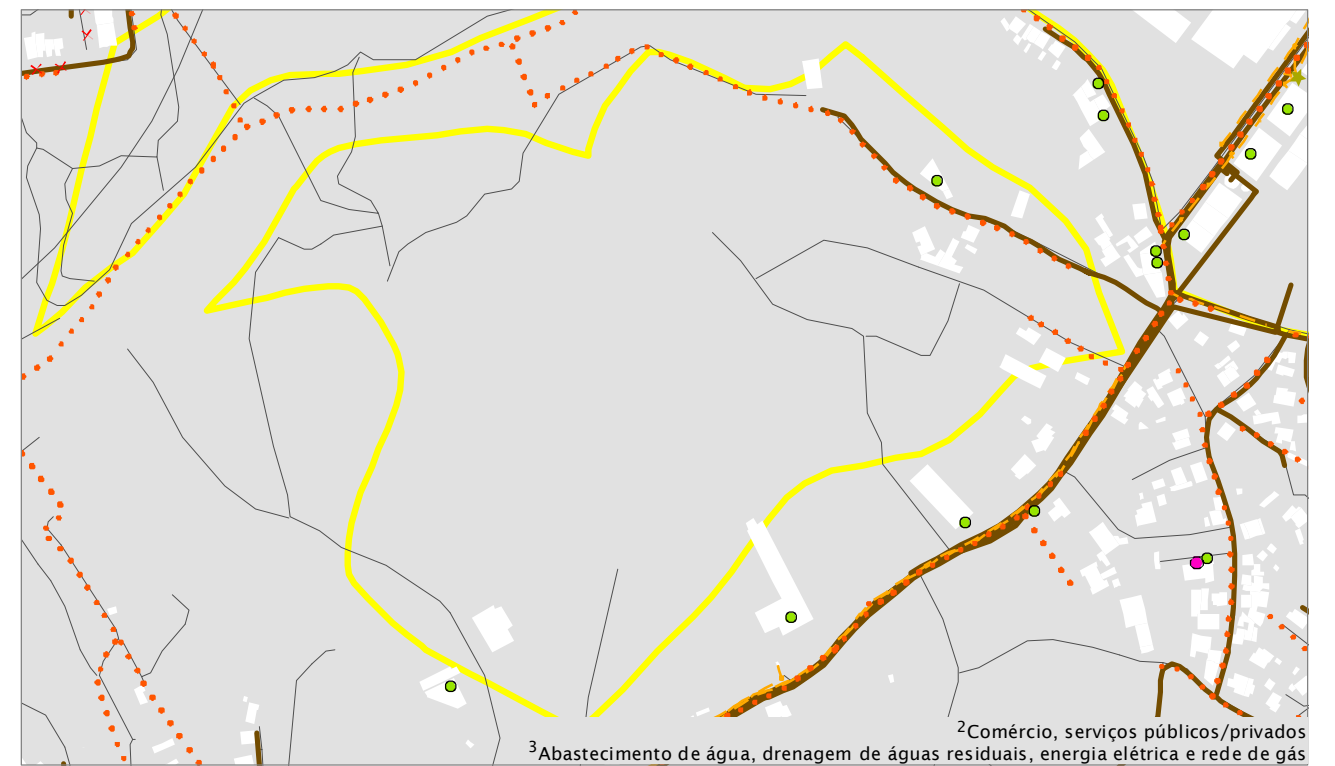 ²Comércio, serviços públicos/privados
³Abastecimento de água, drenagem de águas residuais, energia elétrica e rede de gás